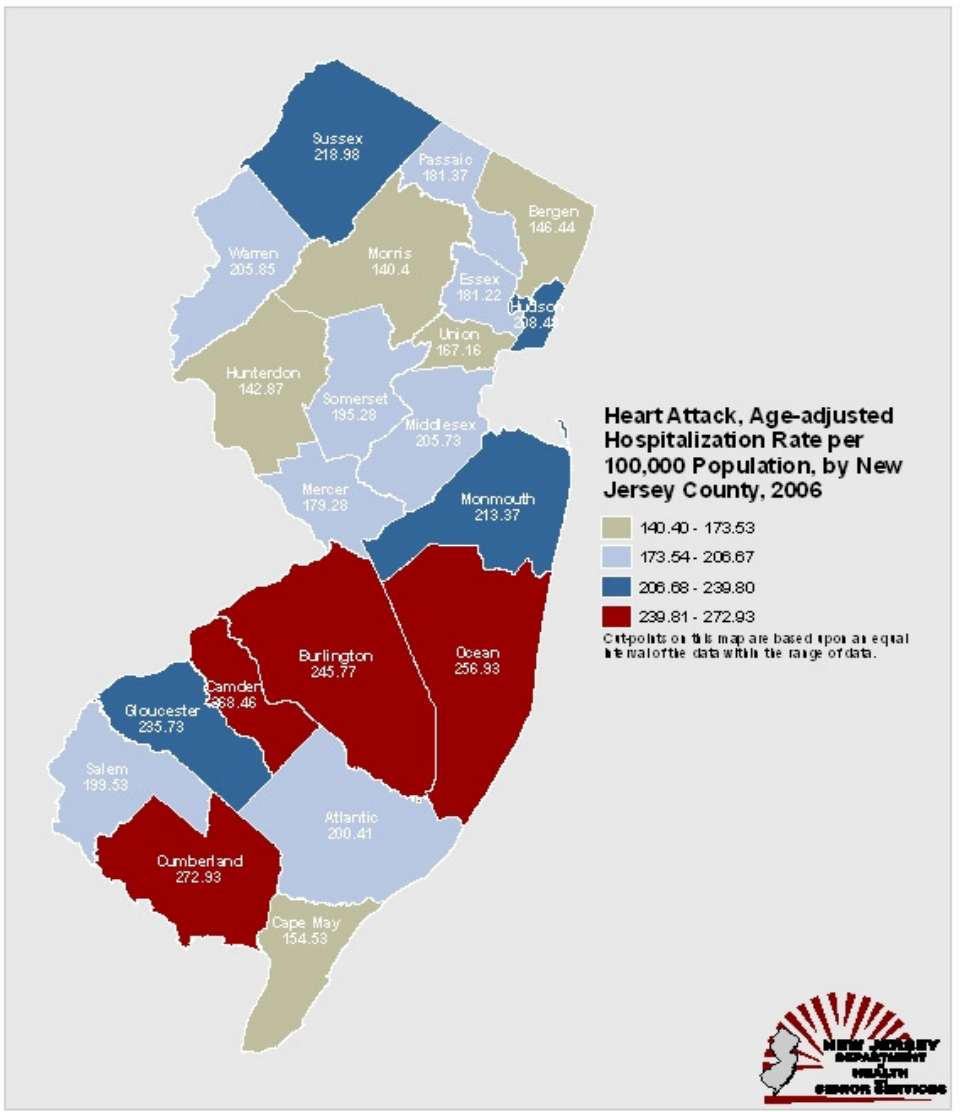 Sussex
218.98
Passaic
181.37
Bergen
146.44
Warren
205.85
Morris
140.4
Essex
181.22
Hudson
Union
167.16
Hunterdon
142.87
Somerset
195.28
Middlesex
205.73
Mercer
179.28
Monmouth
213.37
Heart Attack, Age-adjusted
Hospitalization Rate per
100,000 Population, by New
Jersey County, 2006
140.40 - 173.53
173.54 - 206.67
206.68 - 239.80
239.81 - 272.93
Cut-points on this map are based upon an equal
interval of the data within the range of data.
Burlington
245.77
Ocean
256.93
Camden
268.46
Gloucester
235.73
Salem
199.53
Atlantic
200.41
Cumberland
272.93
Cape May
154.53
NEW JERSEY
DEPARTMENT
OF
HEALTH
SENIOR SERVICES